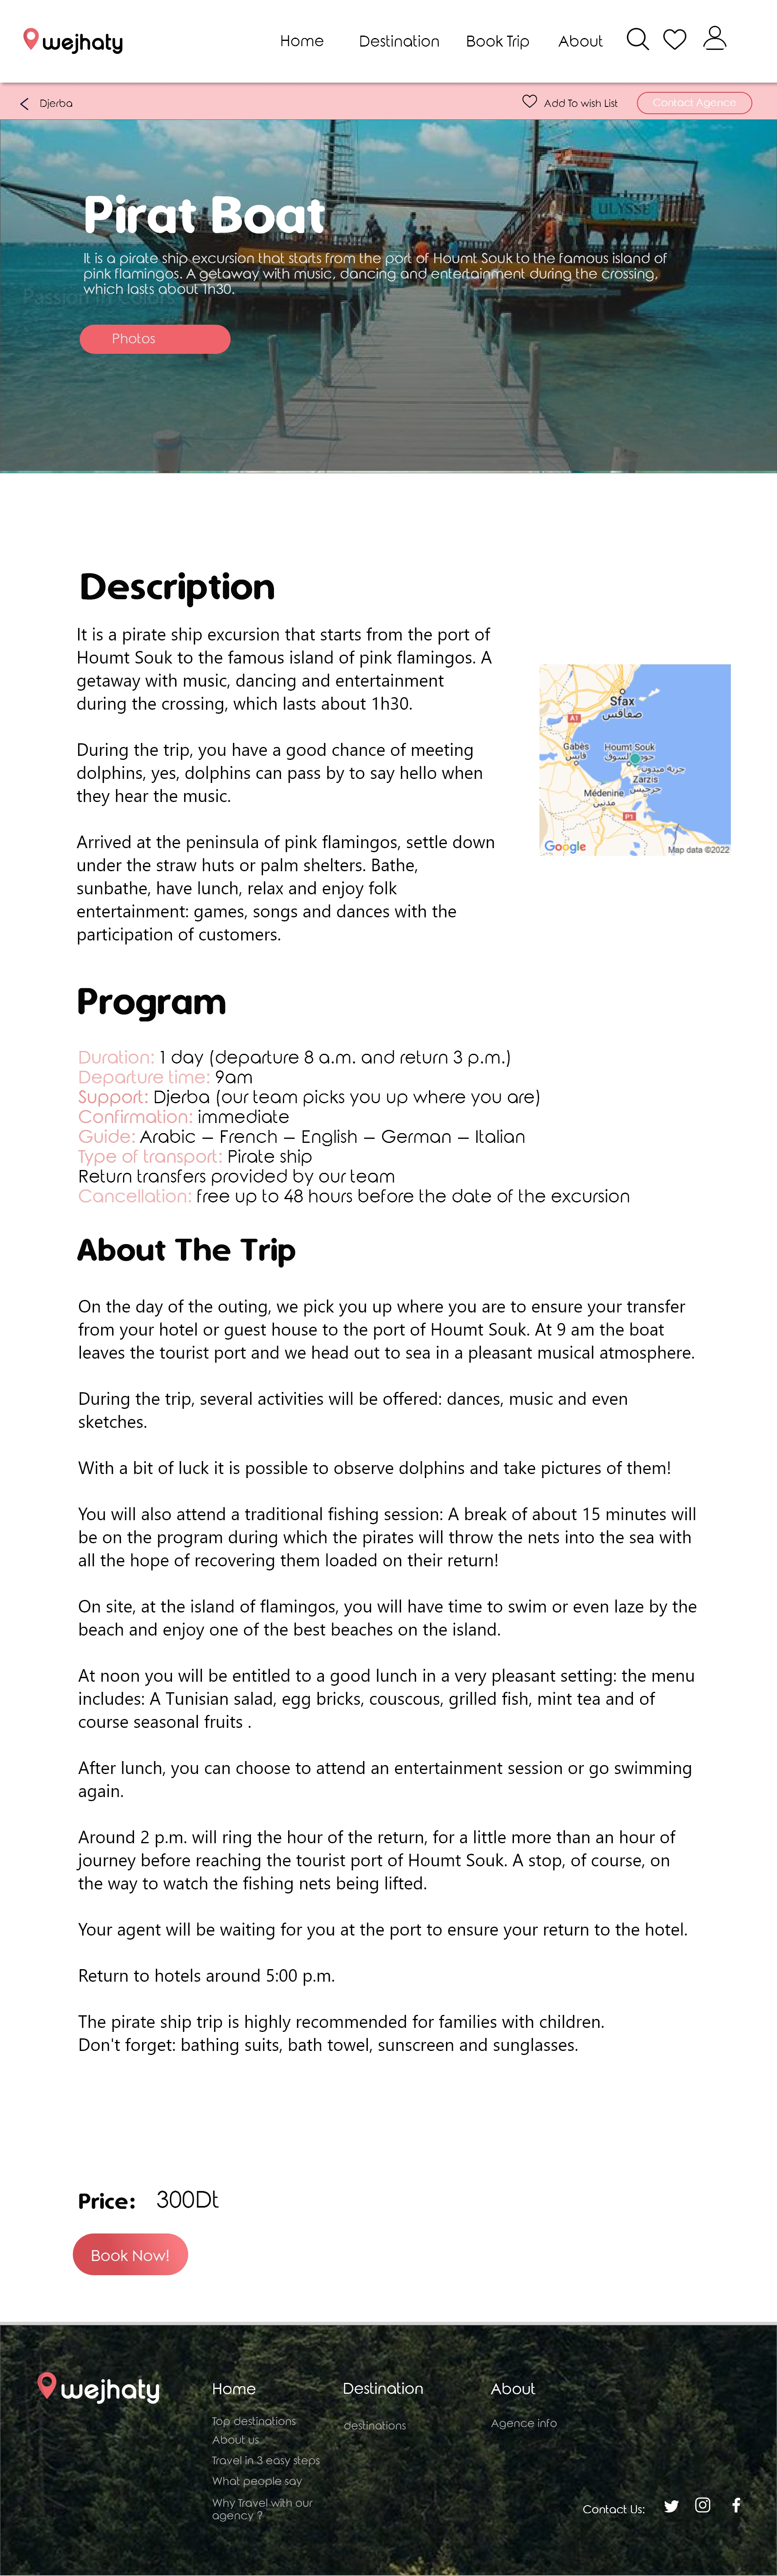 wejhaty
Home Destination Book Trip About
Djerba Add To wish List Contact Agence
Pirat Boat
ULYSSE
It is a pirate ship excursion that starts from the port of Houmt Souk to the famous island of
pink flamingos. A getaway with music, dancing and entertainment during the crossing,
which lasts about 1h30.
Passion
Photos
Description
It is a pirate ship excursion that starts from the port of
Houmt Souk to the famous island of pink flamingos. A
getaway with music, dancing and entertainment
during the crossing, which lasts about 1h30.
During the trip, you have a good chance of meeting
dolphins, yes, dolphins can pass by to say hello when
they hear the music.
Arrived at the peninsula of pink flamingos, settle down
under the straw huts or palm shelters. Bathe,
sunbathe, have lunch, relax and enjoy folk
entertainment: games, songs and dances with the
participation of customers.
Sfax
صفاقس
A1
Gabès
قابس
Houmt Souk
حومة السوق
جربة ميدون
Zarzis
جرجيس
Médenine
مدنين
P1
Google
Map data ©2022
Program
Duration: 1 day (departure 8 a.m. and return 3 p.m.)
Departure time: 9am
Support: Djerba (our team picks you up where you are)
Confirmation: immediate
Guide: Arabic – French – English – German – Italian
Type of transport: Pirate ship
Return transfers provided by our team
Cancellation: free up to 48 hours before the date of the excursion
About The Trip
On the day of the outing, we pick you up where you are to ensure your transfer
from your hotel or guest house to the port of Houmt Souk. At 9 am the boat
leaves the tourist port and we head out to sea in a pleasant musical atmosphere.
During the trip, several activities will be offered: dances, music and even
sketches.
With a bit of luck it is possible to observe dolphins and take pictures of them!
You will also attend a traditional fishing session: A break of about 15 minutes will
be on the program during which the pirates will throw the nets into the sea with
all the hope of recovering them loaded on their return!
On site, at the island of flamingos, you will have time to swim or even laze by the
beach and enjoy one of the best beaches on the island.
At noon you will be entitled to a good lunch in a very pleasant setting: the menu
includes: A Tunisian salad, egg bricks, couscous, grilled fish, mint tea and of
course seasonal fruits .
After lunch, you can choose to attend an entertainment session or go swimming
again.
Around 2 p.m. will ring the hour of the return, for a little more than an hour of
journey before reaching the tourist port of Houmt Souk. A stop, of course, on
the way to watch the fishing nets being lifted.
Your agent will be waiting for you at the port to ensure your return to the hotel.
Return to hotels around 5:00 p.m.
The pirate ship trip is highly recommended for families with children.
Don't forget: bathing suits, bath towel, sunscreen and sunglasses.
Price: 300Dt
Book Now!
wejhaty
Home
Top destinations
About us
Travel in 3 easy steps
What people say
Why Travel with our
agency ?
Destination
destinations
About
Agence info
Contact Us: